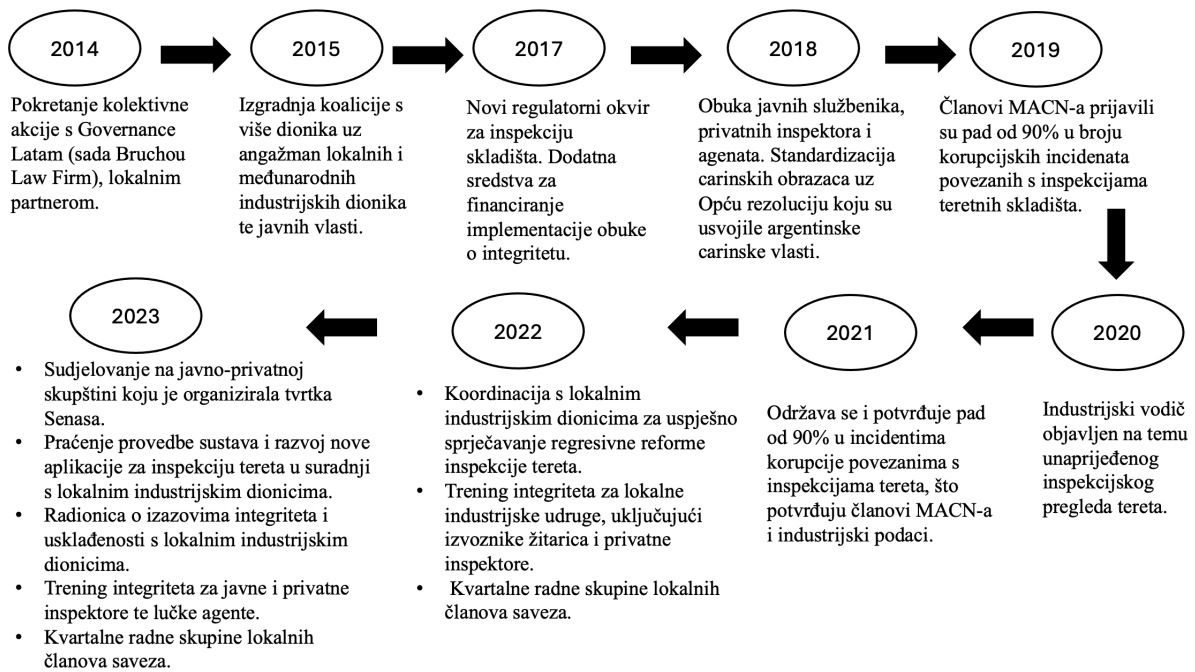 2014
Pokretanje kolektivne
akcije s Governance
Latam (sada Bruchou
Law Firm), lokalnim
partnerom.
2015
Izgradnja koalicije s
više dionika uz
angažman lokalnih i
međunarodnih
industrijskih dionika
te javnih vlasti.
2017
Novi regulatorni okvir
za inspekciju
skladišta. Dodatna
sredstva za
financiranje
implementacije obuke
o integritetu.
2018
Obuka javnih službenika,
privatnih inspektora i
agenata. Standardizacija
carinskih obrazaca uz
Opću rezoluciju koju su
usvojile argentinske
carinske vlasti.
2019
Članovi MACN-a prijavili
su pad od 90% u broju
korupcijskih incidenata
povezanih s inspekcijama
teretnih skladišta.
2020
Industrijski vodič
objavljen na temu
unaprijeđenog
inspekcijskog
pregleda tereta.
2021
Održava se i potvrđuje pad
od 90% u incidentima
korupcije povezanima s
inspekcijama tereta, što
potvrđuju članovi MACN-a
i industrijski podaci.
2022
• Koordinacija s lokalnim
industrijskim dionicima za uspješno
sprječavanje regresivne reforme
inspekcije tereta.
• Trening integriteta za lokalne
industrijske udruge, uključujući
izvoznike žitarica i privatne
inspektore.
• Kvartalne radne skupine lokalnih
članova saveza.
2023
• Sudjelovanje na javno-privatnoj
skupštini koju je organizirala tvrtka
Senasa.
• Praćenje provedbe sustava i razvoj nove
aplikacije za inspekciju tereta u suradnji
s lokalnim industrijskim dionicima.
• Radionica o izazovima integriteta i
usklađenosti s lokalnim industrijskim
dionicima.
• Trening integriteta za javne i privatne
inspektore te lučke agente.
• Kvartalne radne skupine lokalnih
članova saveza.